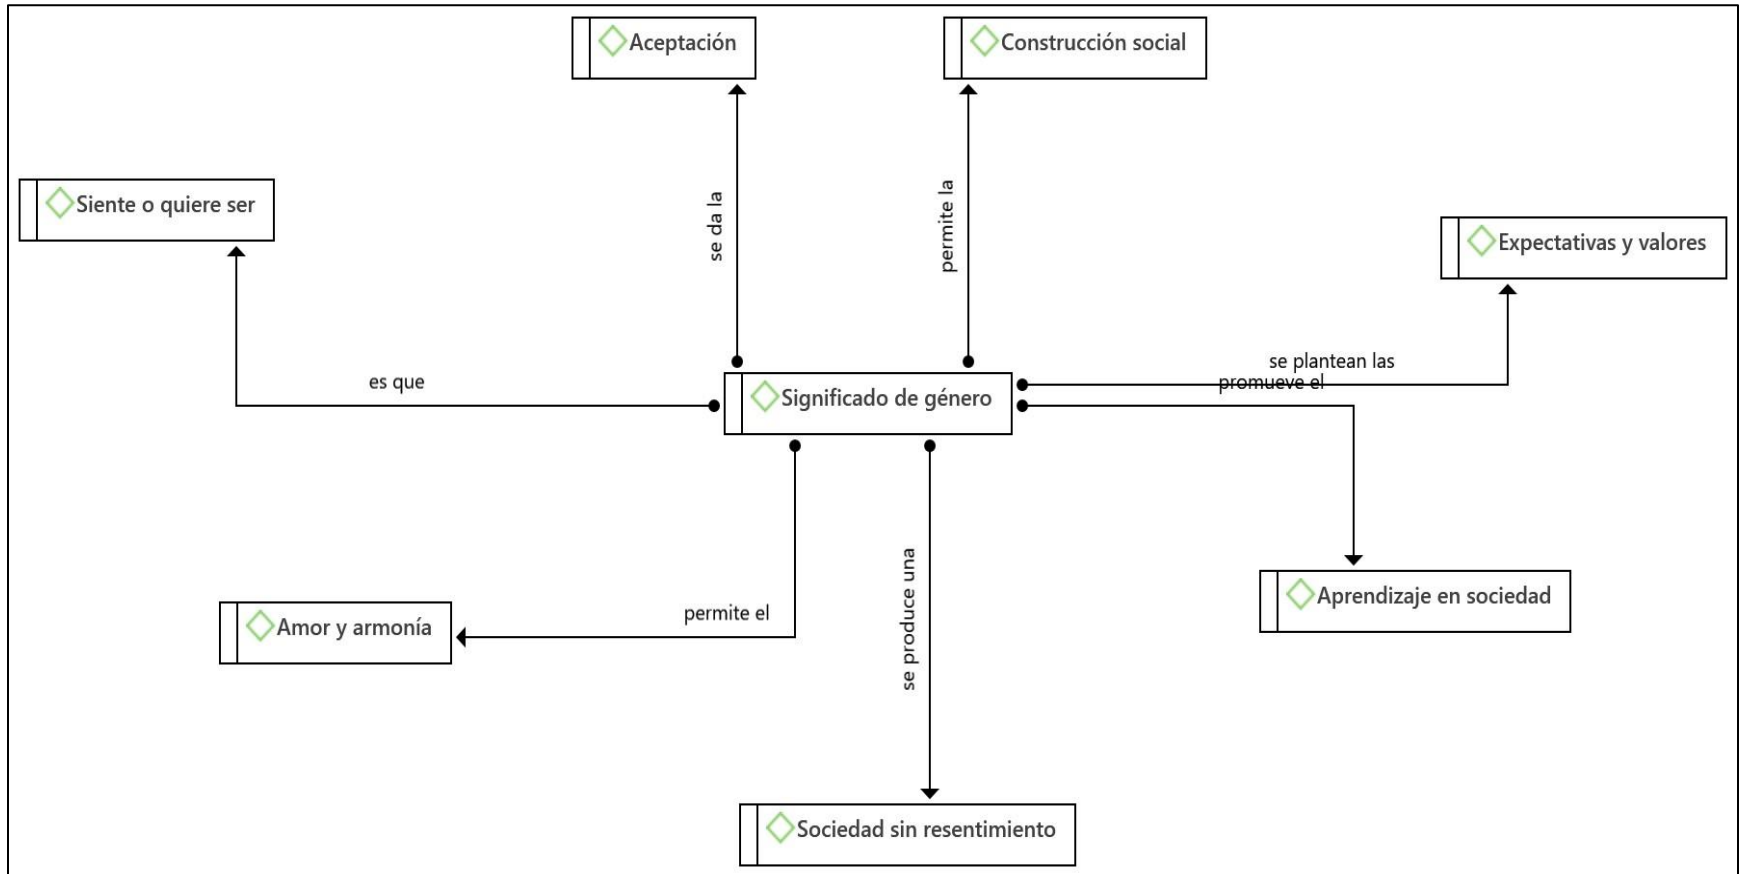 Aceptación
Construcción social
Siente o quiere ser
se da la
permite la
Expectativas y valores
es que
se plantean las
promueve el
Significado de género
Amor y armonía
permite el
se produce una
Aprendizaje en sociedad
Sociedad sin resentimiento